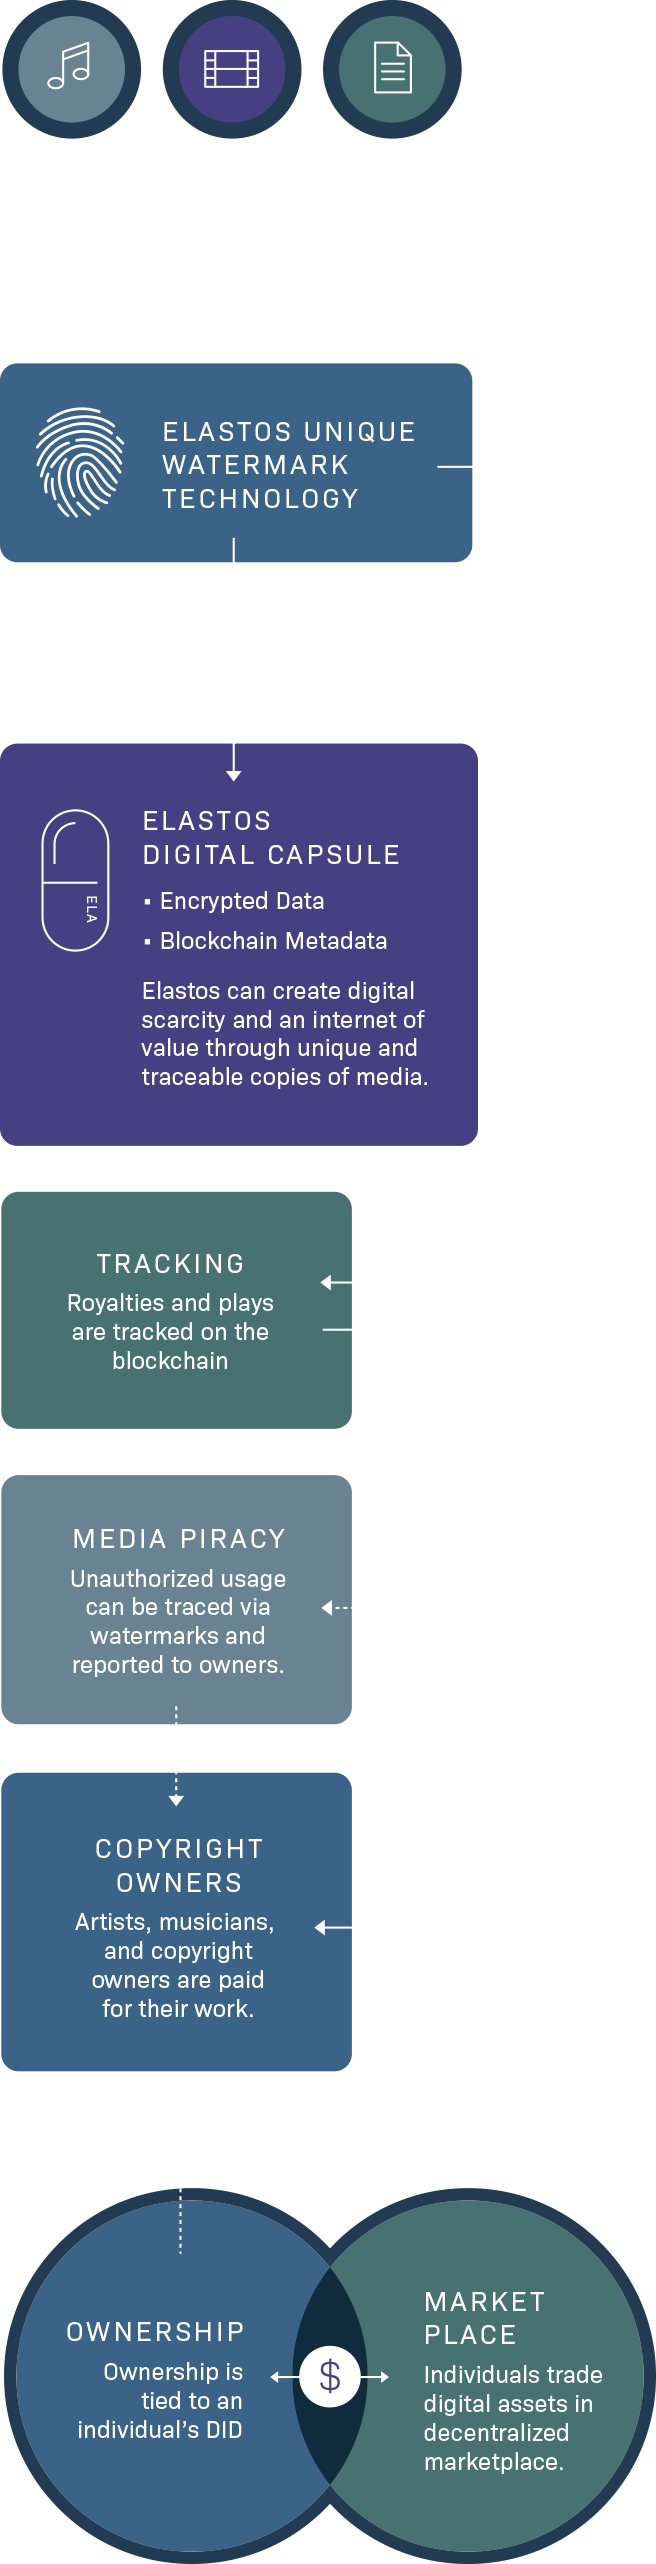 ELASTOS UNIQUE
WATERMARK
TECHNOLOGY
ELASTOS
DIGITAL CAPSULE
ELA
▪ Encrypted Data
▪ Blockchain Metadata
Elastos can create digital
scarcity and an internet of
value through unique and
traceable copies of media.
TRACKING
Royalties and plays
are tracked on the
blockchain
MEDIA PIRACY
Unauthorized usage
can be traced via
watermarks and
reported to owners.
COPYRIGHT
OWNERS
Artists, musicians,
and copyright
owners are paid
for their work.
OWNERSHIP
Ownership is
tied to an
individual’s DID
$
MARKET
PLACE
Individuals trade
digital assets in
decentralized
marketplace.